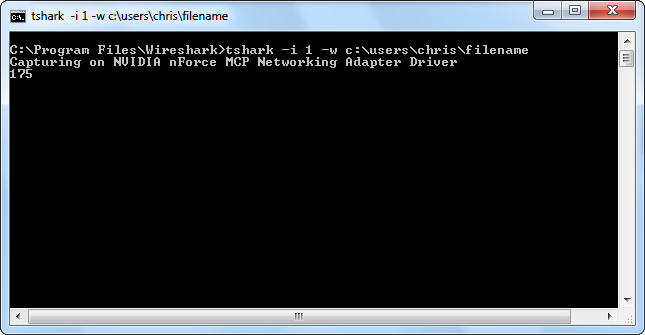 tshark -i 1 -w c:\users\chris\filename
C:\Program Files\Wireshark>tshark -i 1 -w c:\users\chris\filename
Capturing on NVIDIA nForce MCP Networking Adapter Driver
175